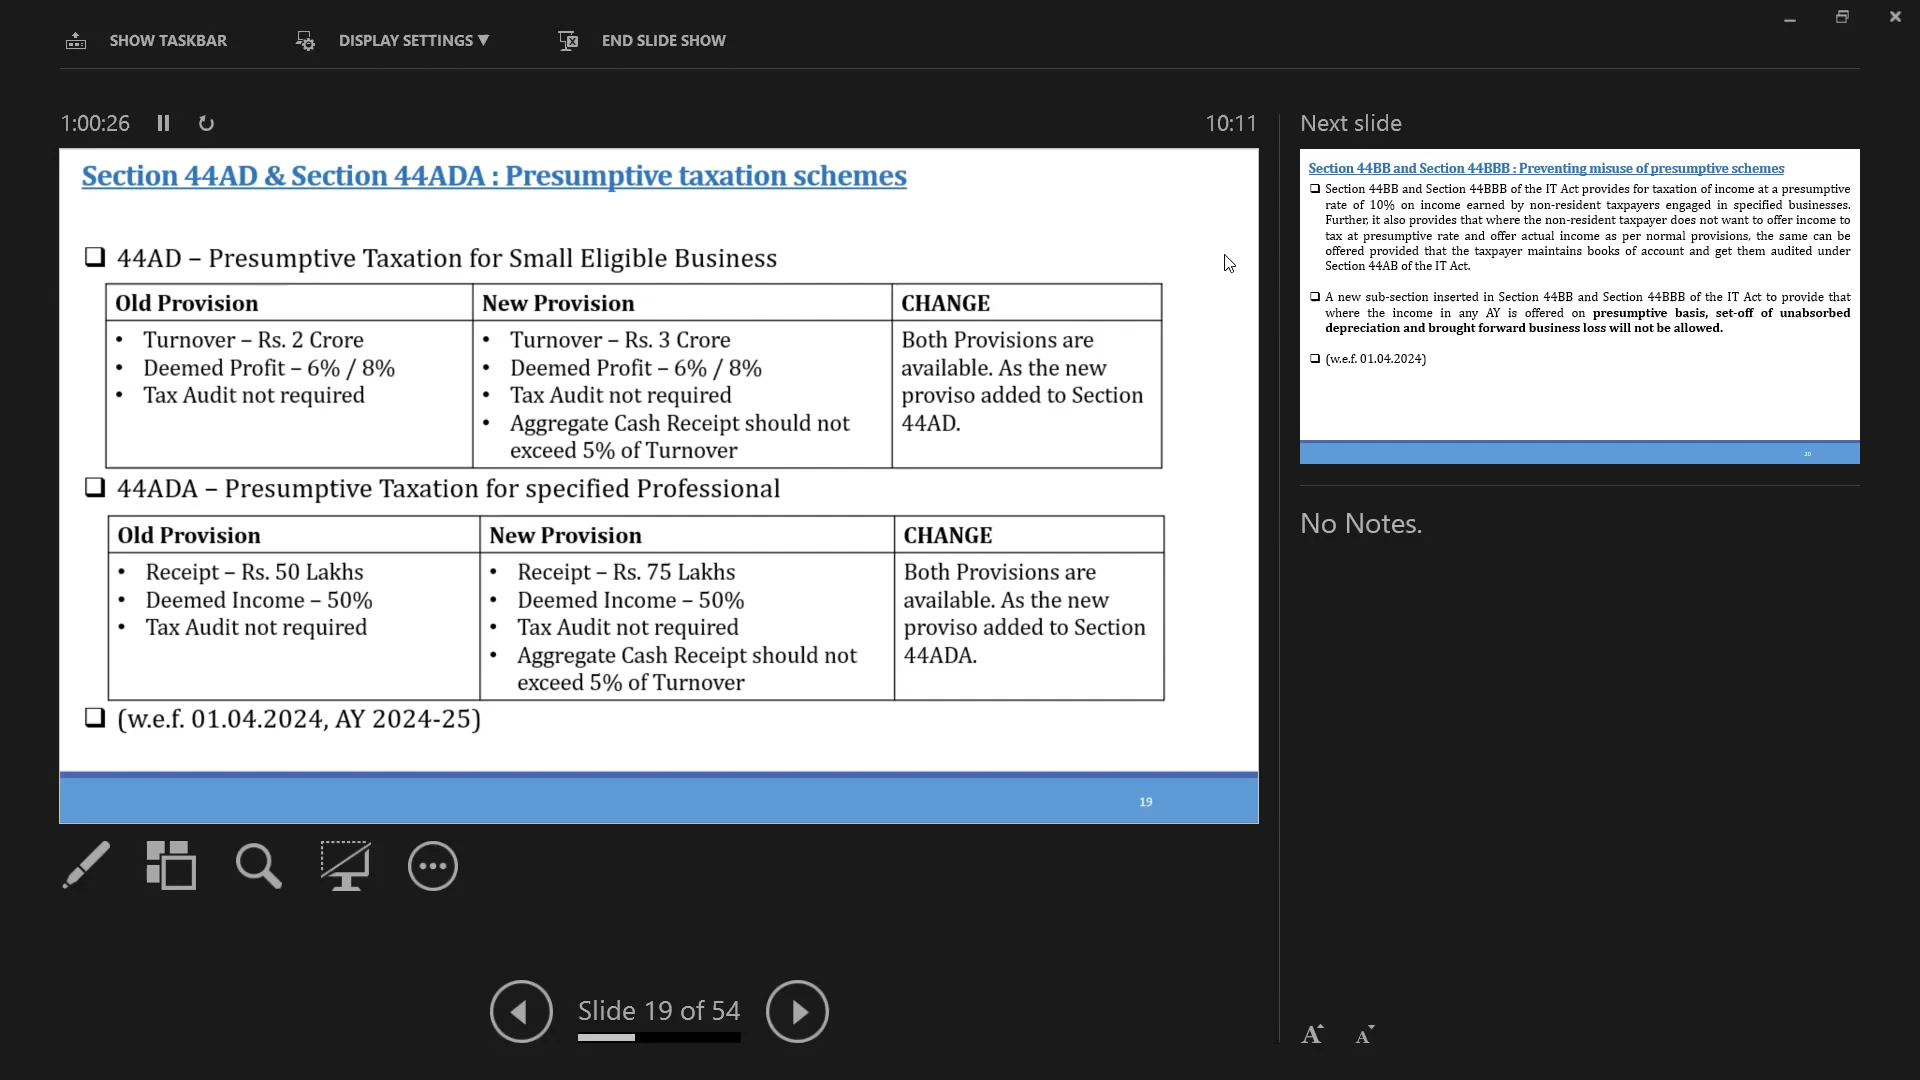 SHOW TASKBAR
DISPLAY SETTINGS ▼
END SLIDE SHOW
1:00:26
10:11
Section 44AD & Section 44ADA : Presumptive taxation schemes
44AD – Presumptive Taxation for Small Eligible Business
Old Provision
• Turnover – Rs. 2 Crore
• Deemed Profit – 6% / 8%
• Tax Audit not required
New Provision
• Turnover – Rs. 3 Crore
• Deemed Profit – 6% / 8%
• Tax Audit not required
• Aggregate Cash Receipt should not
exceed 5% of Turnover
CHANGE
Both Provisions are
available. As the new
proviso added to Section
44AD.
44ADA – Presumptive Taxation for specified Professional
Old Provision
• Receipt – Rs. 50 Lakhs
• Deemed Income – 50%
• Tax Audit not required
New Provision
• Receipt – Rs. 75 Lakhs
• Deemed Income – 50%
• Tax Audit not required
• Aggregate Cash Receipt should not
exceed 5% of Turnover
CHANGE
Both Provisions are
available. As the new
proviso added to Section
44ADA.
(w.e.f. 01.04.2024, AY 2024-25)
19
Slide 19 of 54
Next slide
Section 44BB and Section 44BBB : Preventing misuse of presumptive schemes
Section 44BB and Section 44BBB of the IT Act provides for taxation of income at a presumptive
rate of 10% on income earned by non-resident taxpayers engaged in specified businesses.
Further, it also provides that where the non-resident taxpayer does not want to offer income to
tax at presumptive rate and offer actual income as per normal provisions, the same can be
offered provided that the taxpayer maintains books of account and get them audited under
Section 44AB of the IT Act.
A new sub-section inserted in Section 44BB and Section 44BBB of the IT Act to provide that
where the income in any AY is offered on presumptive basis, set-off of unabsorbed
depreciation and brought forward business loss will not be allowed.
(w.e.f. 01.04.2024)
20
No Notes.
A A